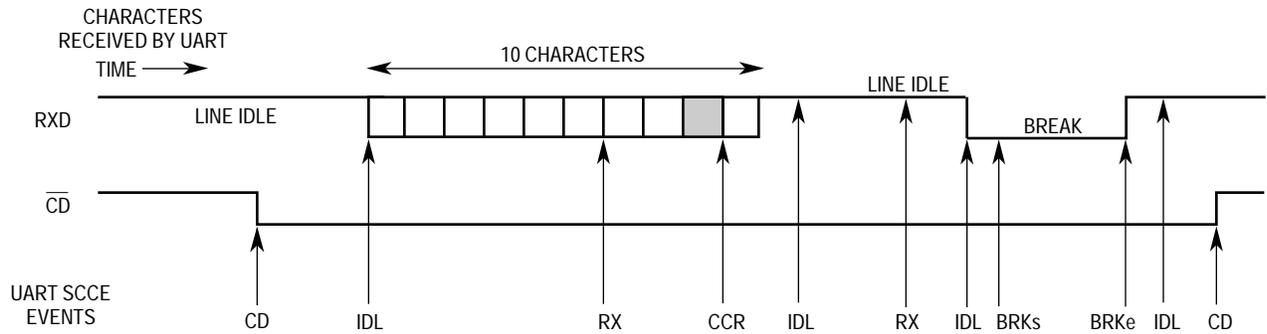 CHARACTERS
RECEIVED BY UART
TIME
10 CHARACTERS
LINE IDLE
RXD
LINE IDLE
BREAK
CD
UART SCCE
EVENTS
CD
IDL
RX
CCR
IDL
RX
IDL
BRKs
BRKe
IDL
CD